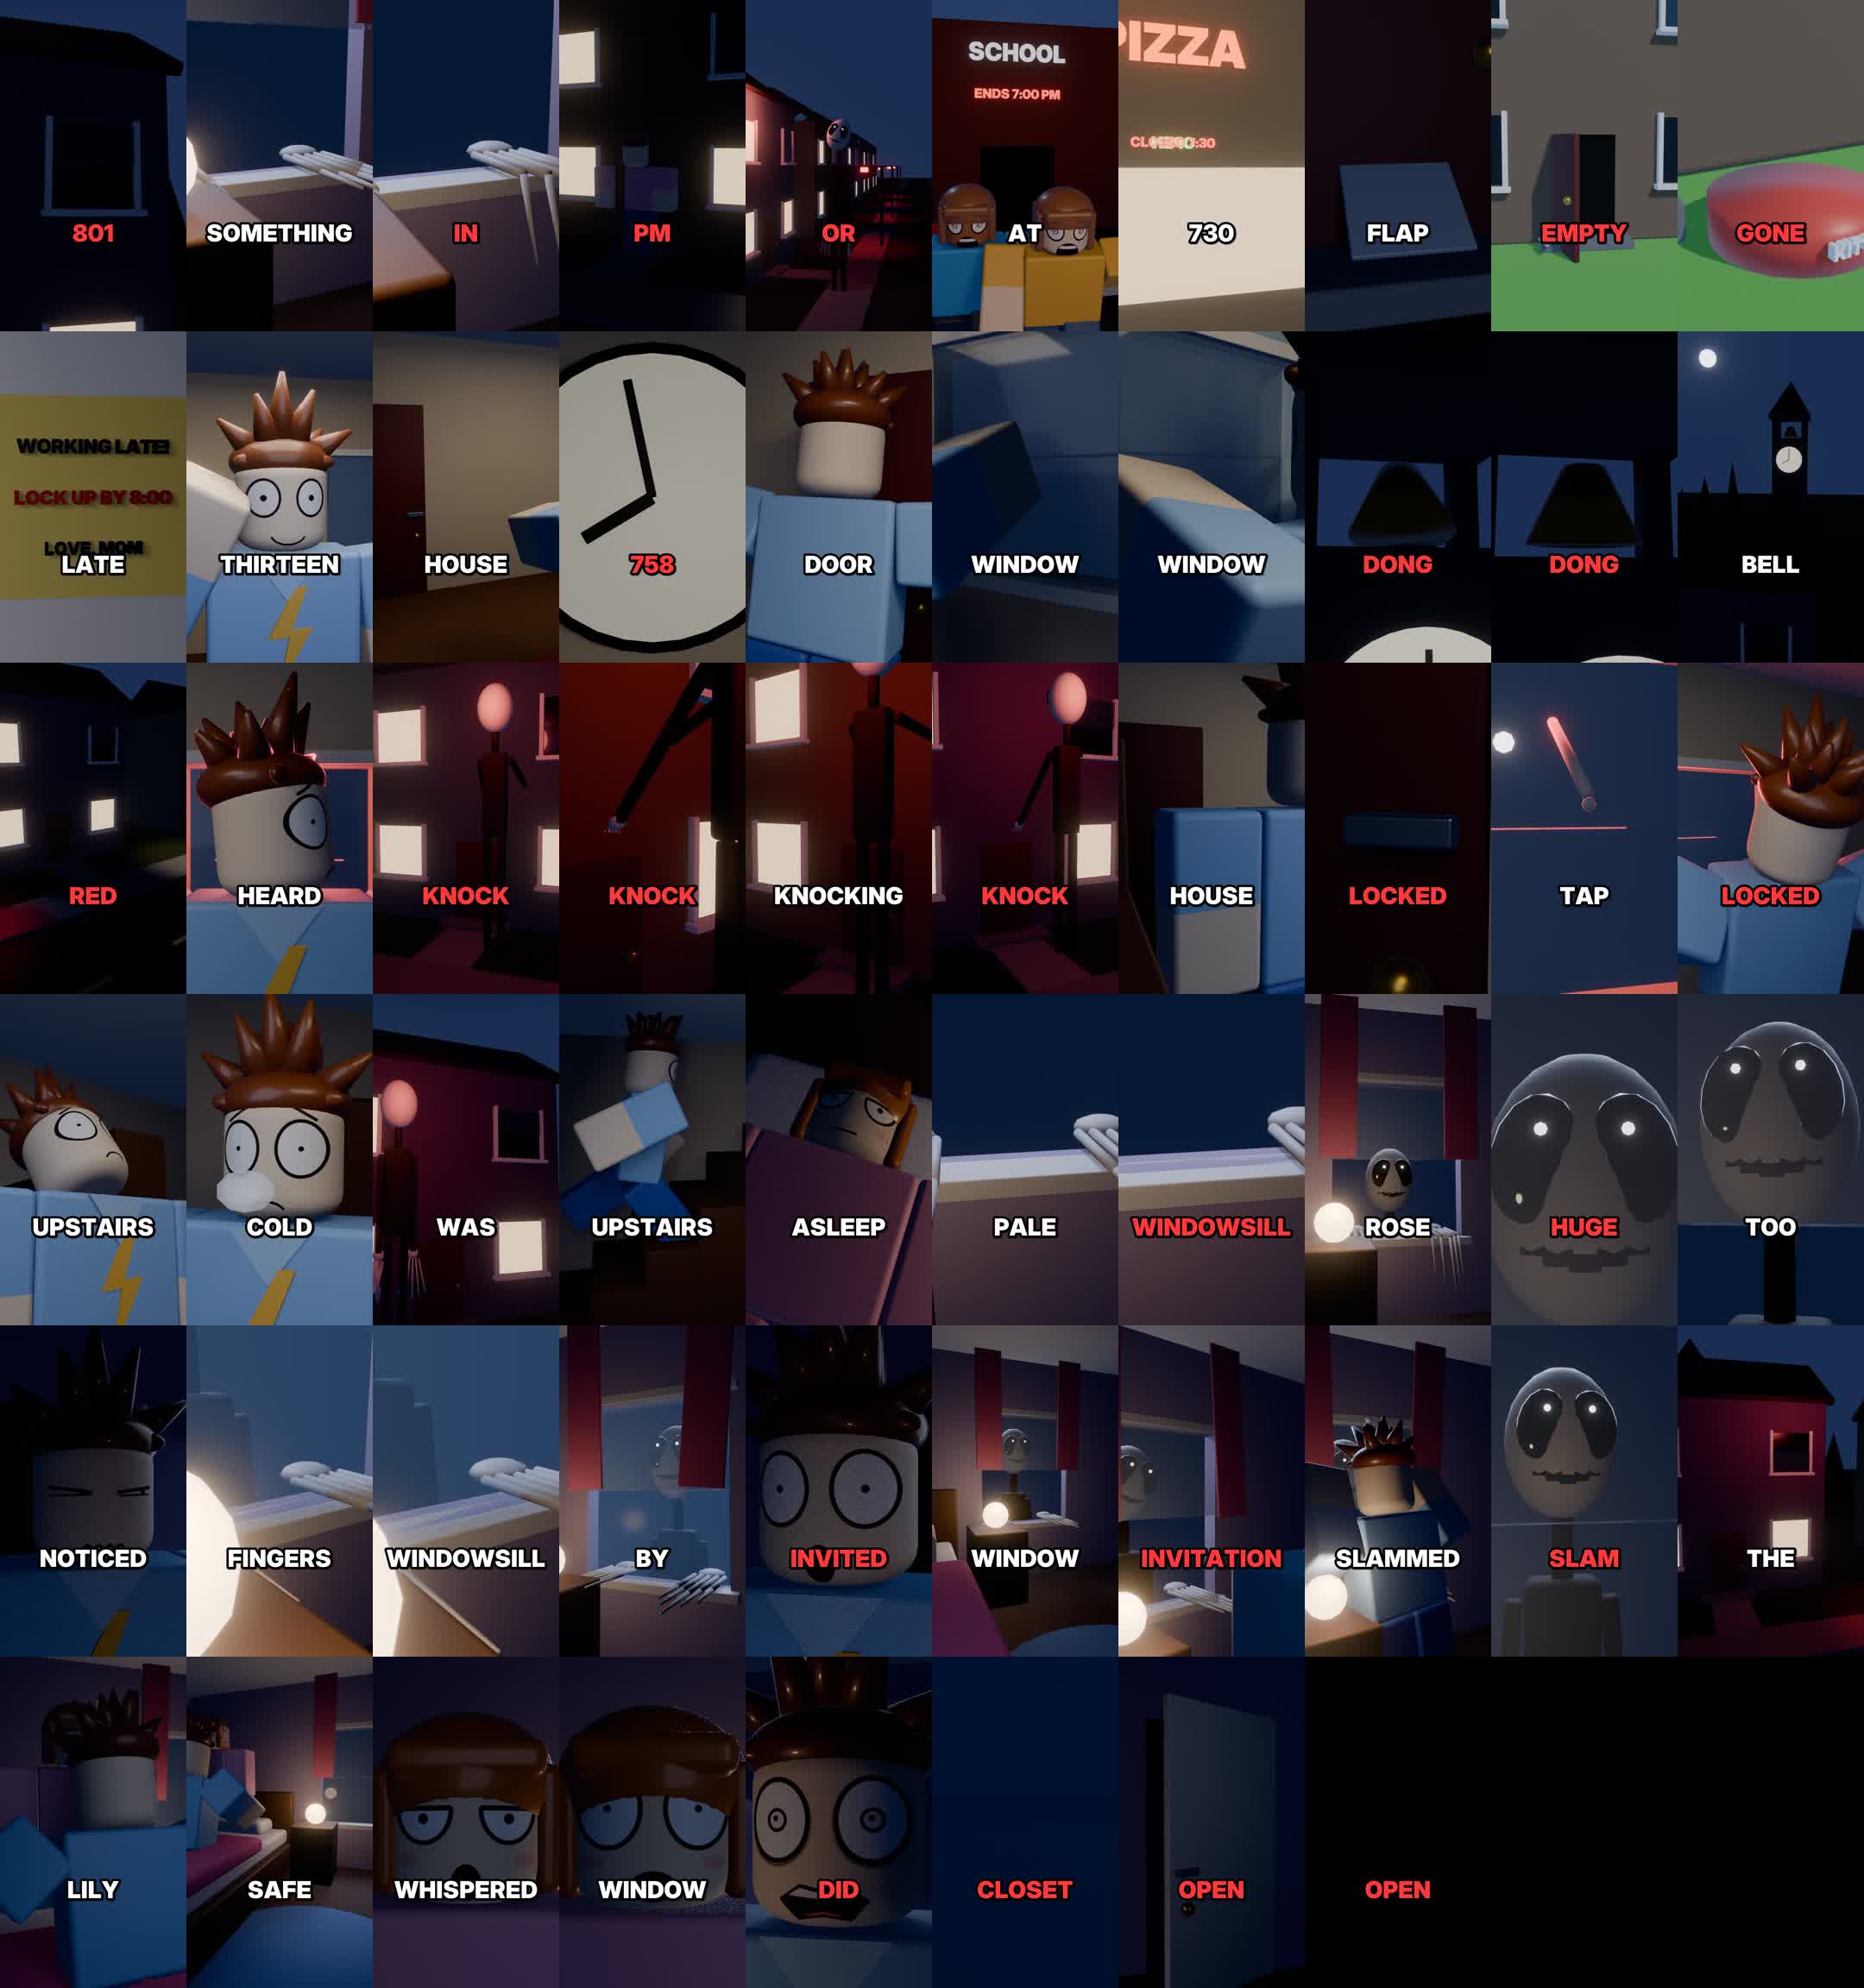 PIZZA
SCHOOL
ENDS 7:00 PM
801
SOMETHING
IN
PM
OR
AT
730
FLAP
EMPTY
GONE
WORKING LATE!
LOCK UP BY 8:00
LOVE, MOM
LATE
THIRTEEN
HOUSE
758
DOOR
WINDOW
WINDOW
DONG
DONG
BELL
RED
HEARD
KNOCK
KNOCK
KNOCKING
KNOCK
HOUSE
LOCKED
TAP
LOCKED
UPSTAIRS
COLD
WAS
UPSTAIRS
ASLEEP
PALE
WINDOWSILL
ROSE
HUGE
TOO
NOTICED
FINGERS
WINDOWSILL
BY
INVITED
WINDOW
INVITATION
SLAMMED
SLAM
THE
LILY
SAFE
WHISPERED
WINDOW
DID
CLOSET
OPEN
OPEN